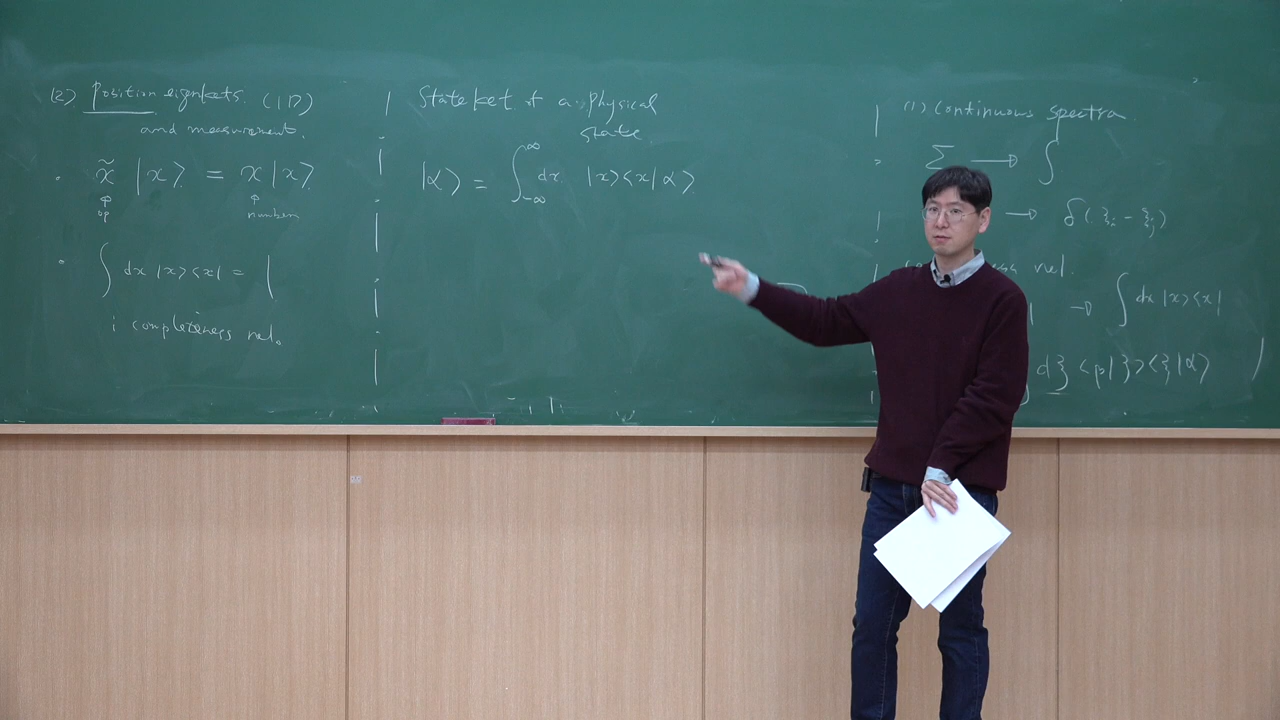 (2) Position eigenkets. (1D)
and measurement.
x̃ |x⟩ = x |x⟩
op number
∫ dx |x⟩⟨x| = 1
; completeness rel.
State ket of a physical
state.
|α⟩ = ∫_{-∞}^{∞} dx |x⟩⟨x|α⟩
(1) Continuous spectra
Σ → ∫
→ δ(ξi - ξj)
rel.
→ ∫ dx |x⟩⟨x|
dξ ⟨β|ξ⟩⟨ξ|α⟩